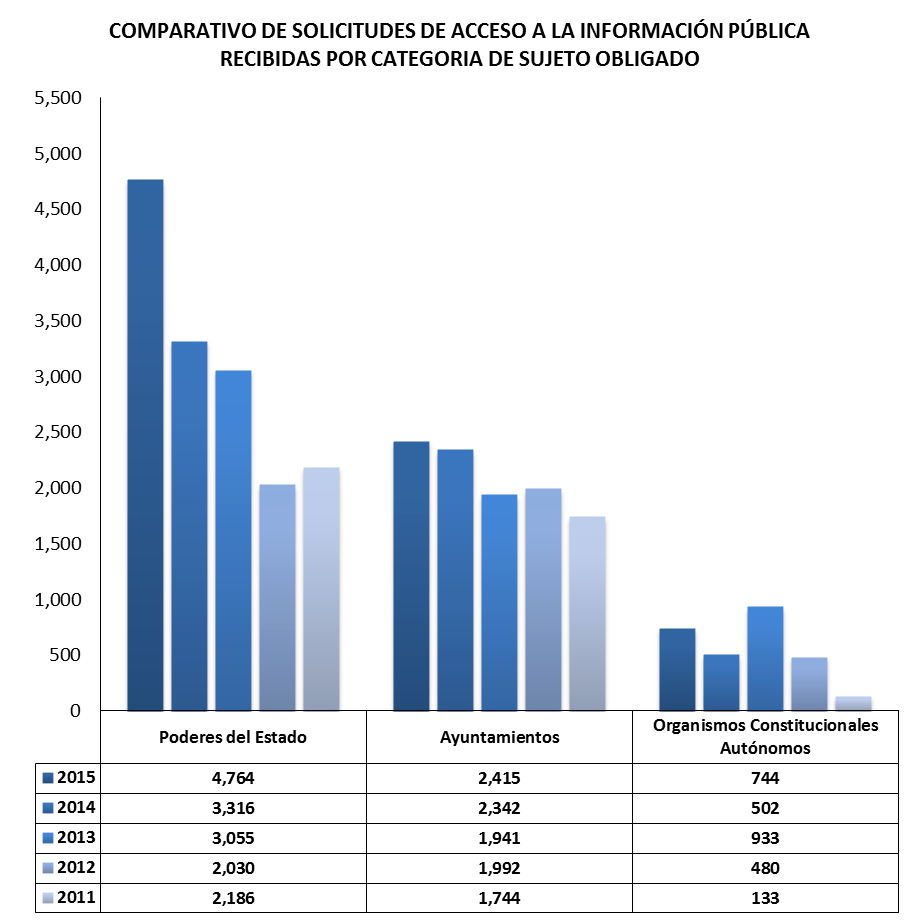 COMPARATIVO DE SOLICITUDES DE ACCESO A LA INFORMACIÓN PÚBLICA
RECIBIDAS POR CATEGORIA DE SUJETO OBLIGADO
5,500
5,000
4,500
4,000
3,500
3,000
2,500
2,000
1,500
1,000
500
0
Poderes del Estado Ayuntamientos Organismos Constitucionales
Autónomos
2015 4,764 2,415 744
2014 3,316 2,342 502
2013 3,055 1,941 933
2012 2,030 1,992 480
2011 2,186 1,744 133